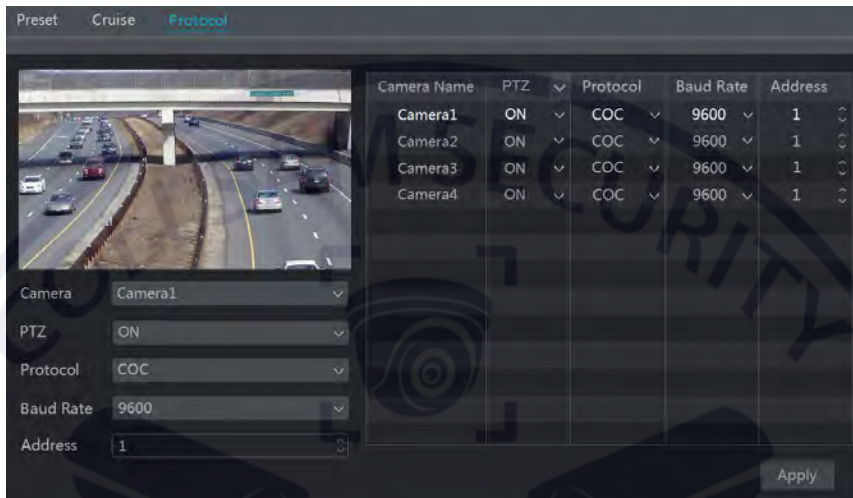 Preset Cruise Protocol
Camera Name PTZ Protocol Baud Rate Address
Camera1 ON COC 9600 1
Camera2 ON COC 9600 1
Camera3 ON COC 9600 1
Camera4 ON COC 9600 1
Camera Camera1
PTZ ON
Protocol COC
Baud Rate 9600
Address 1
Apply
SECURITY